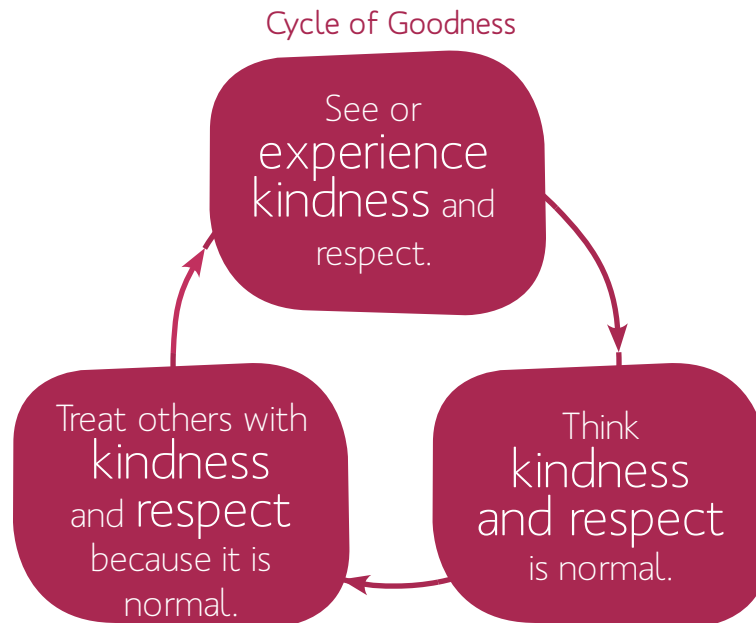 Cycle of Goodness
See or
experience
kindness and
respect.
Think
kindness
and respect
is normal.
Treat others with
kindness
and respect
because it is
normal.